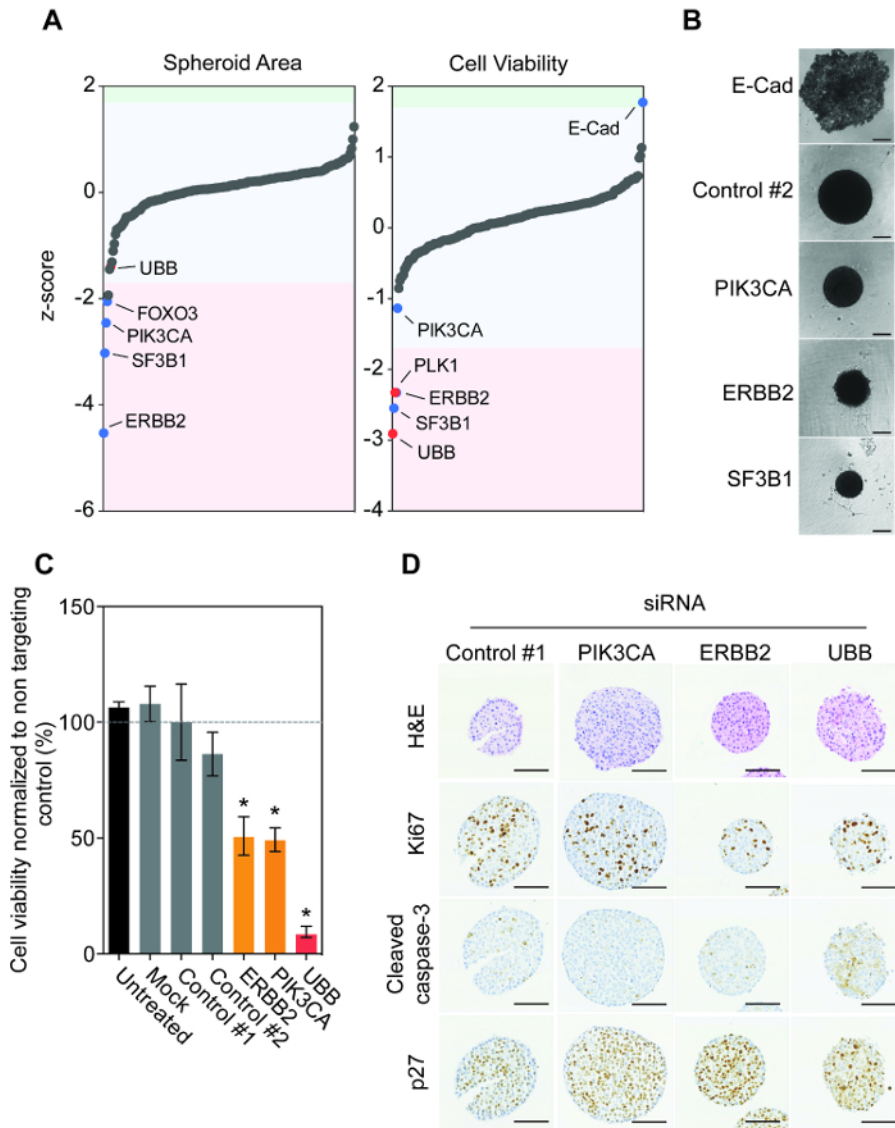 A
Spheroid Area
Cell Viability
z-score
2
0
-2
-4
-6
UBB
FOXO3
PIK3CA
SF3B1
ERBB2
2
1
0
-1
-2
-3
-4
E-Cad
PIK3CA
PLK1
ERBB2
SF3B1
UBB
B
E-Cad
Control #2
PIK3CA
ERBB2
SF3B1
C
Cell viability normalized to non targeting
control (%)
150
100
50
0
* * *
Untreated
Mock
Control #1
Control #2
ERBB2
PIK3CA
UBB
D
siRNA
Control #1 PIK3CA ERBB2 UBB
H&E
Ki67
Cleaved
caspase-3
p27